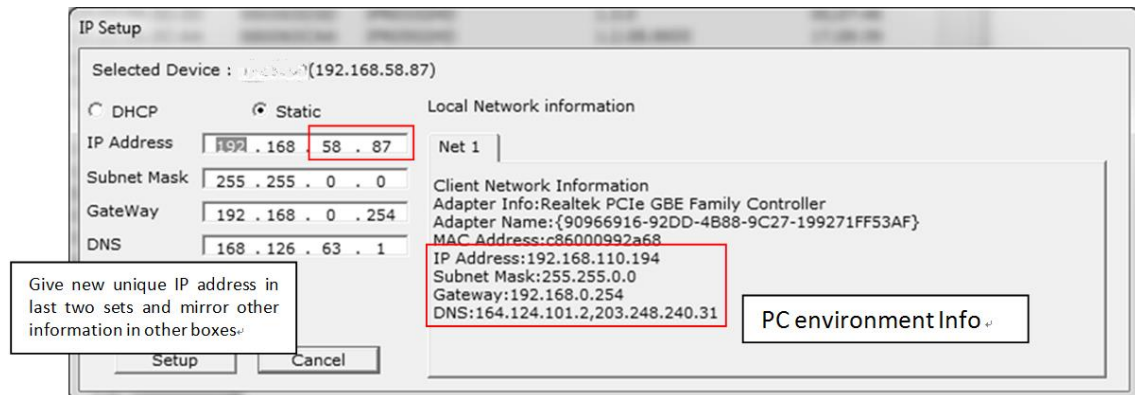 IP Setup
Selected Device : (192.168.58.87)
DHCP Static
IP Address 192 . 168 . 58 . 87
Subnet Mask 255 . 255 . 0 . 0
GateWay 192 . 168 . 0 . 254
DNS 168 . 126 . 63 . 1
Give new unique IP address in
last two sets and mirror other
information in other boxes
Setup Cancel
Local Network information
Net 1
Client Network Information
Adapter Info:Realtek PCIe GBE Family Controller
Adapter Name:{90966916-92DD-4B88-9C27-199271FF53AF}
MAC Address:c86000992a68
IP Address:192.168.110.194
Subnet Mask:255.255.0.0
Gateway:192.168.0.254
DNS:164.124.101.2,203.248.240.31
PC environment Info